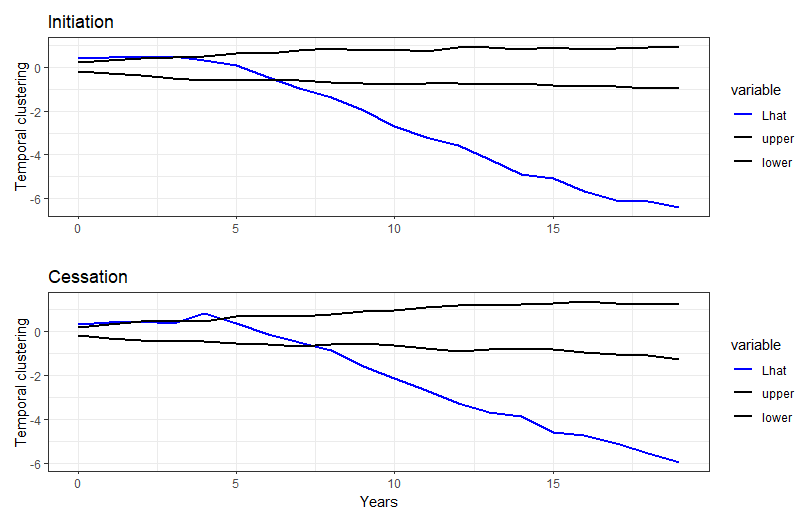 Initiation
Temporal clustering
0
-2
-4
-6
0 5 10 15
variable
Lhat
upper
lower
Cessation
Temporal clustering
0
-2
-4
-6
0 5 10 15
Years
variable
Lhat
upper
lower